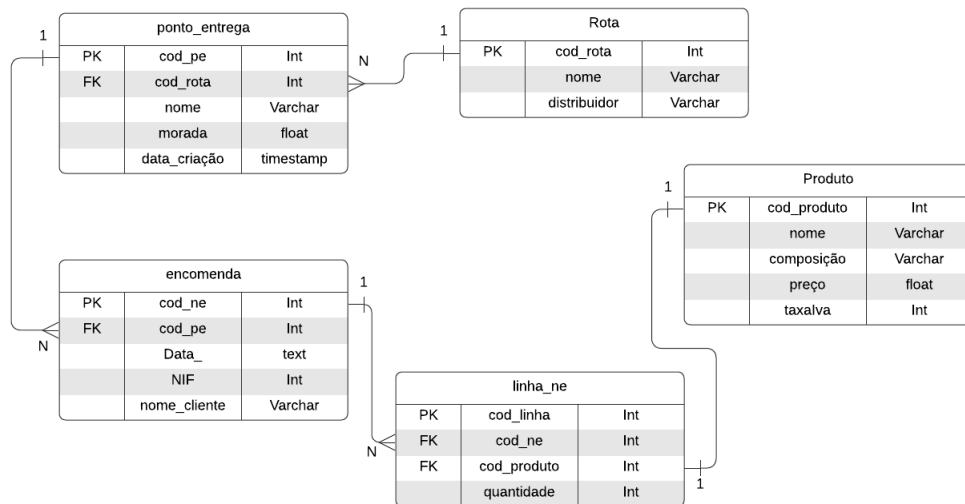 ponto_entrega
PK cod_pe Int
FK cod_rota Int
nome Varchar
morada float
data_criação timestamp
1
N
1
Rota
PK cod_rota Int
nome Varchar
distribuidor Varchar
1
Produto
PK cod_produto Int
nome Varchar
composição Varchar
preço float
taxaIva Int
encomenda
PK cod_ne Int
FK cod_pe Int
Data_ text
NIF Int
nome_cliente Varchar
N
1
linha_ne
PK cod_linha Int
FK cod_ne Int
FK cod_produto Int
quantidade Int
N
1